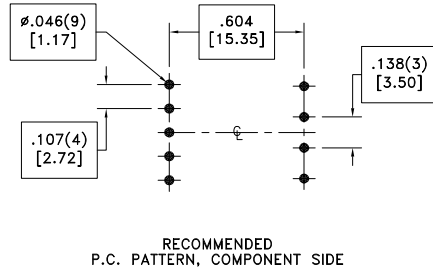 Ø.046(9)
[1.17]
.604
[15.35]
.138(3)
[3.50]
.107(4)
[2.72]
℄
RECOMMENDED
P.C. PATTERN, COMPONENT SIDE